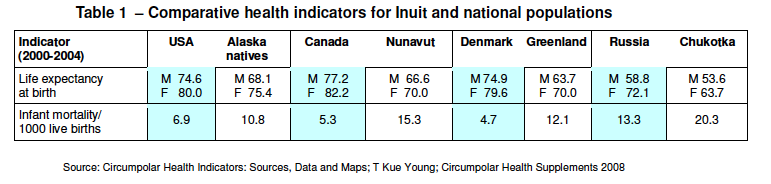 Table 1 – Comparative health indicators for Inuit and national populations
Indicator (2000-2004) USA Alaska natives Canada Nunavut Denmark Greenland Russia Chukotka
Life expectancy at birth M 74.6 F 80.0 M 68.1 F 75.4 M 77.2 F 82.2 M 66.6 F 70.0 M 74.9 F 79.6 M 63.7 F 70.0 M 58.8 F 72.1 M 53.6 F 63.7
Infant mortality/ 1000 live births 6.9 10.8 5.3 15.3 4.7 12.1 13.3 20.3
Source: Circumpolar Health Indicators: Sources, Data and Maps; T Kue Young; Circumpolar Health Supplements 2008